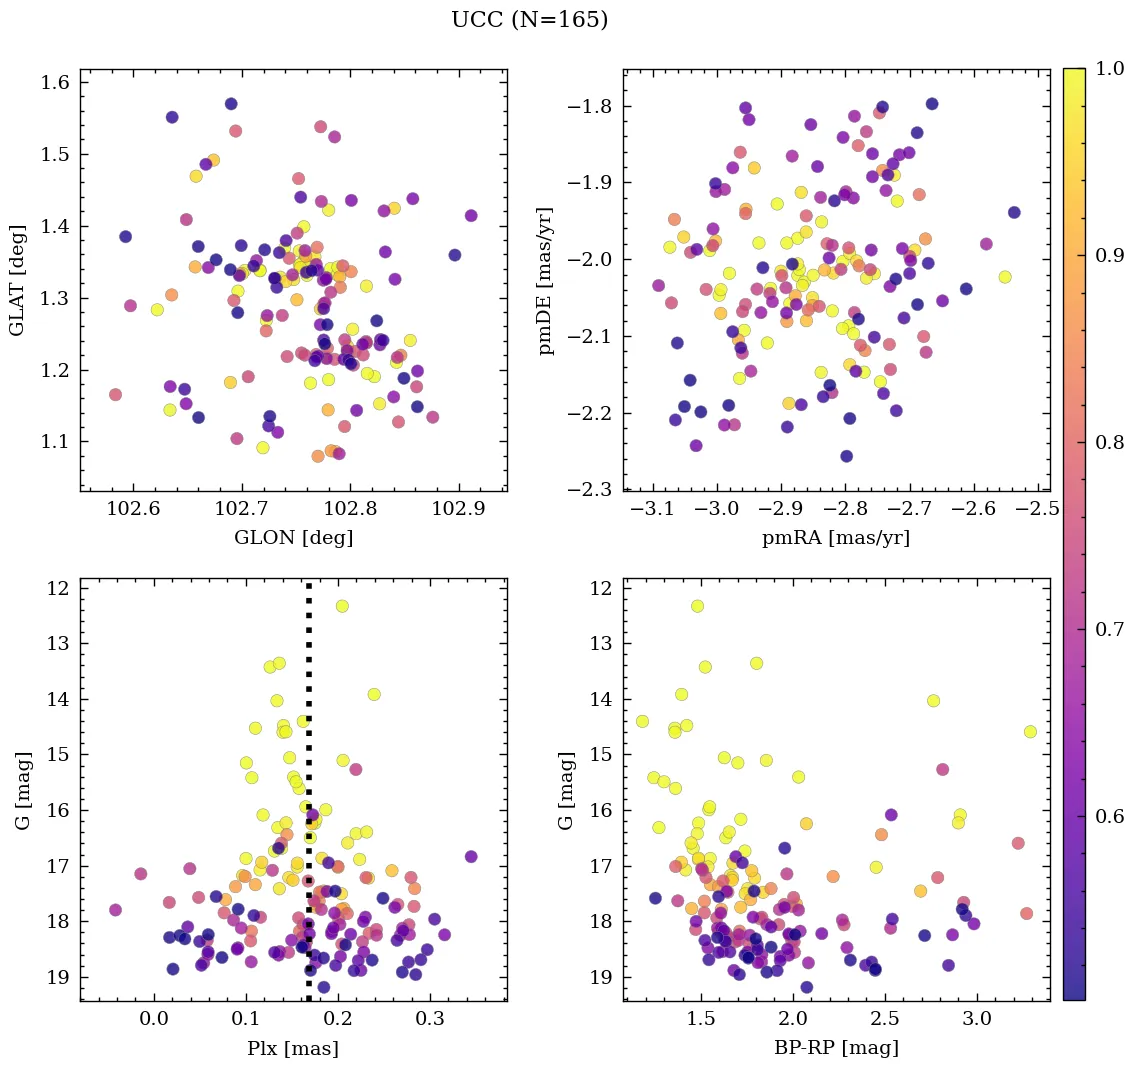 UCC (N=165)
1.6
1.5
1.4
1.3
1.2
1.1
GLAT [deg]
102.6 102.7 102.8 102.9
GLON [deg]
−1.8
−1.9
−2.0
−2.1
−2.2
−2.3
pmDE [mas/yr]
−3.1 −3.0 −2.9 −2.8 −2.7 −2.6 −2.5
pmRA [mas/yr]
12
13
14
15
16
17
18
19
G [mag]
0.0 0.1 0.2 0.3
Plx [mas]
12
13
14
15
16
17
18
19
G [mag]
1.5 2.0 2.5 3.0
BP-RP [mag]
1.0
0.9
0.8
0.7
0.6